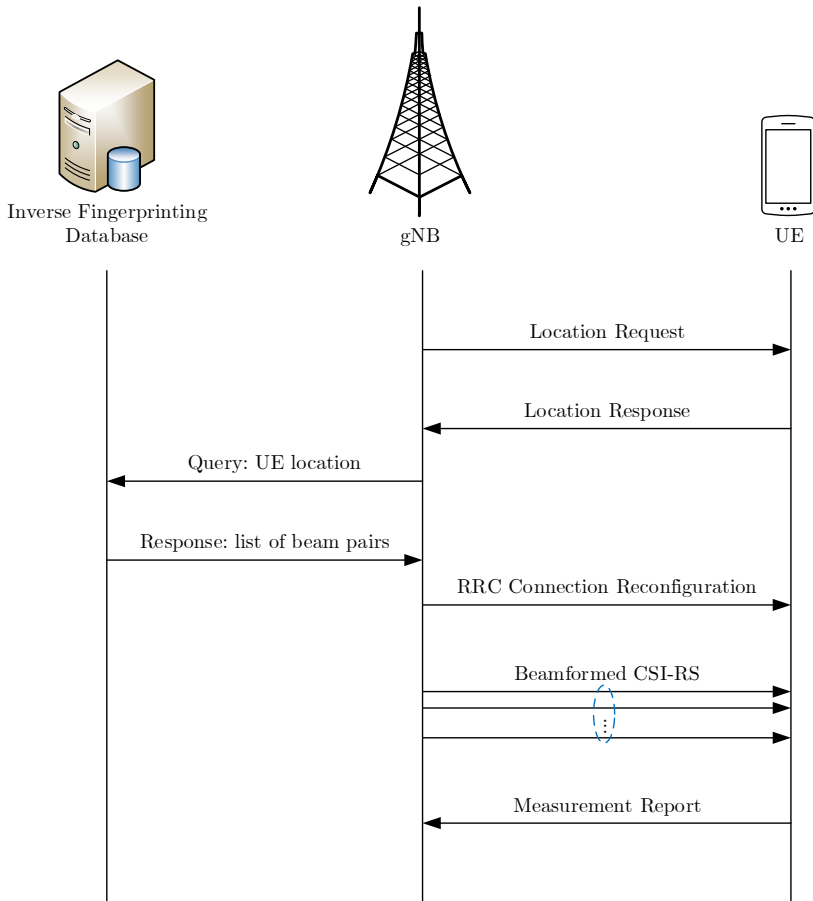 Inverse Fingerprinting
Database
gNB
UE
Location Request
Location Response
Query: UE location
Response: list of beam pairs
RRC Connection Reconfiguration
Beamformed CSI-RS
Measurement Report